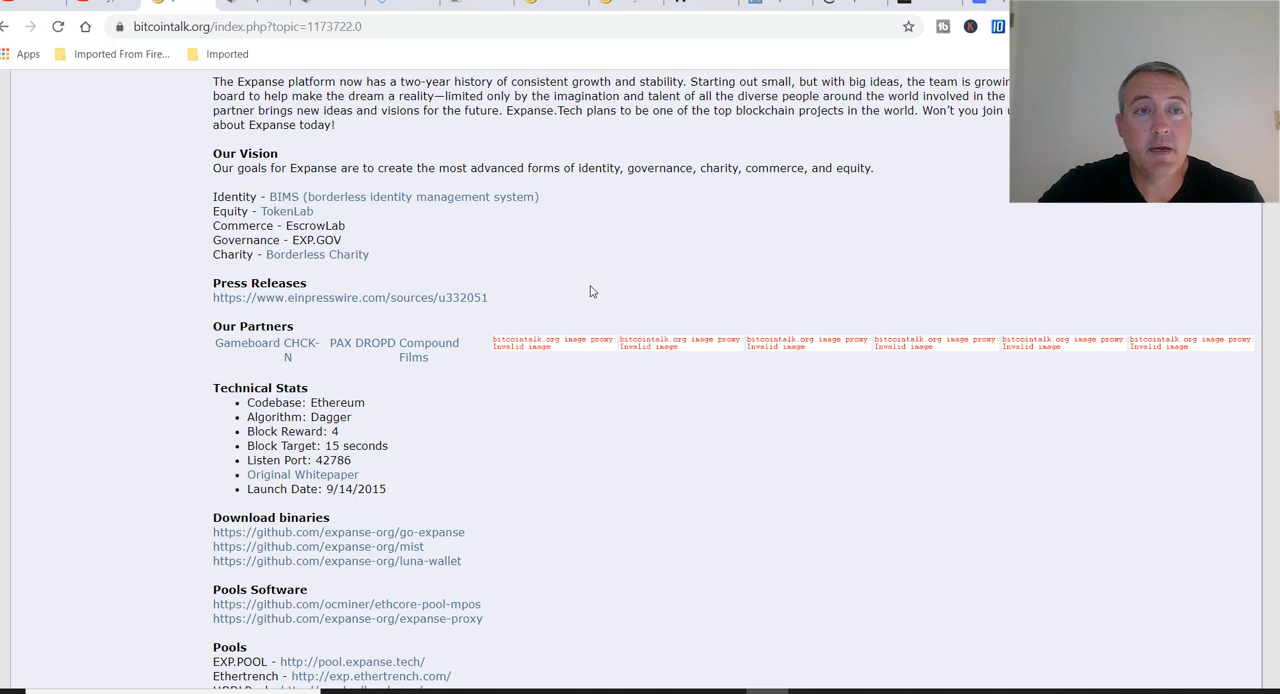 bitcointalk.org/index.php?topic=1173722.0
Apps Imported From Fire... Imported
The Expanse platform now has a two-year history of consistent growth and stability. Starting out small, but with big ideas, the team is growin
board to help make the dream a reality—limited only by the imagination and talent of all the diverse people around the world involved in the
partner brings new ideas and visions for the future. Expanse.Tech plans to be one of the top blockchain projects in the world. Won't you join u
about Expanse today!
Our Vision
Our goals for Expanse are to create the most advanced forms of identity, governance, charity, commerce, and equity.
Identity - BIMS (borderless identity management system)
Equity - TokenLab
Commerce - EscrowLab
Governance - EXP.GOV
Charity - Borderless Charity
Press Releases
https://www.einpresswire.com/sources/u332051
Our Partners
Gameboard CHCK- PAX DROPD Compound
N Films
bitcointalk.org image proxy: bitcointalk.org image proxy: bitcointalk.org image proxy: bitcointalk.org image proxy: bitcointalk.org image proxy: bitcointalk.org image proxy:
Invalid image Invalid image Invalid image Invalid image Invalid image Invalid image
Technical Stats
• Codebase: Ethereum
• Algorithm: Dagger
• Block Reward: 4
• Block Target: 15 seconds
• Listen Port: 42786
• Original Whitepaper
• Launch Date: 9/14/2015
Download binaries
https://github.com/expanse-org/go-expanse
https://github.com/expanse-org/mist
https://github.com/expanse-org/luna-wallet
Pools Software
https://github.com/ocminer/ethcore-pool-mpos
https://github.com/expanse-org/expanse-proxy
Pools
EXP.POOL - http://pool.expanse.tech/
Ethertrench - http://exp.ethertrench.com/